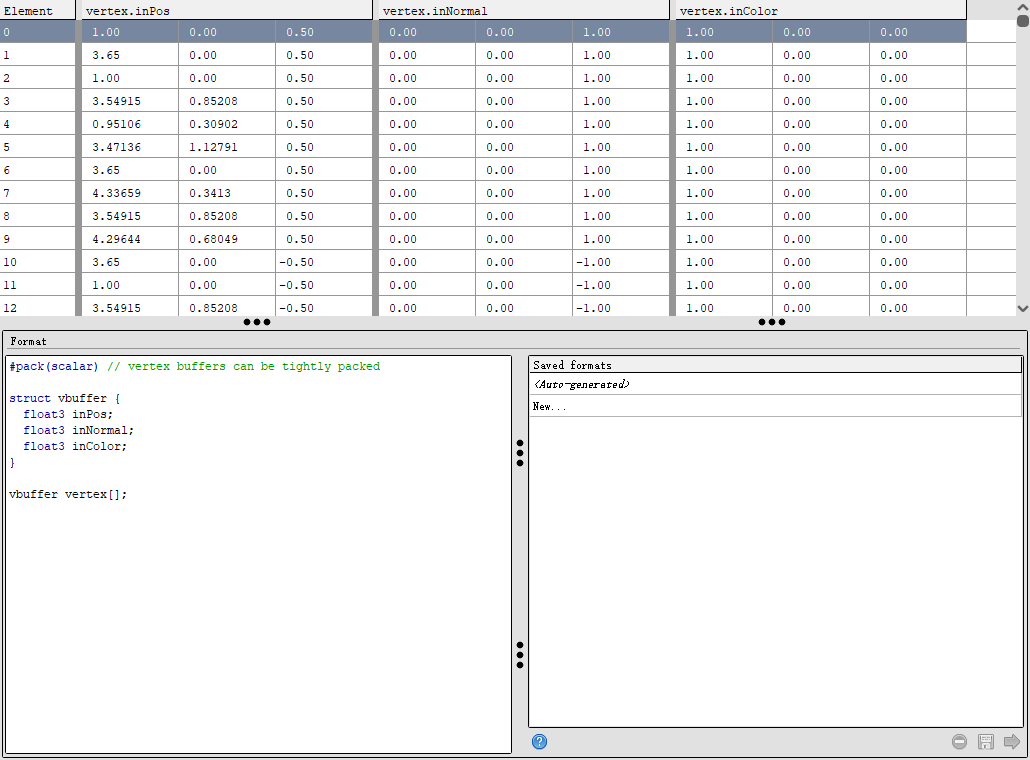 Element vertex.inPos vertex.inNormal vertex.inColor
0 1.00 0.00 0.50 0.00 0.00 1.00 1.00 0.00 0.00
1 3.65 0.00 0.50 0.00 0.00 1.00 1.00 0.00 0.00
2 1.00 0.00 0.50 0.00 0.00 1.00 1.00 0.00 0.00
3 3.54915 0.85208 0.50 0.00 0.00 1.00 1.00 0.00 0.00
4 0.95106 0.30902 0.50 0.00 0.00 1.00 1.00 0.00 0.00
5 3.47136 1.12791 0.50 0.00 0.00 1.00 1.00 0.00 0.00
6 3.65 0.00 0.50 0.00 0.00 1.00 1.00 0.00 0.00
7 4.33659 0.3413 0.50 0.00 0.00 1.00 1.00 0.00 0.00
8 3.54915 0.85208 0.50 0.00 0.00 1.00 1.00 0.00 0.00
9 4.29644 0.68049 0.50 0.00 0.00 1.00 1.00 0.00 0.00
10 3.65 0.00 -0.50 0.00 0.00 -1.00 1.00 0.00 0.00
11 1.00 0.00 -0.50 0.00 0.00 -1.00 1.00 0.00 0.00
12 3.54915 0.85208 -0.50 0.00 0.00 -1.00 1.00 0.00 0.00
Format
#pack(scalar) // vertex buffers can be tightly packed
struct vbuffer {
float3 inPos;
float3 inNormal;
float3 inColor;
}
vbuffer vertex[];
Saved formats
<Auto-generated>
New...
?